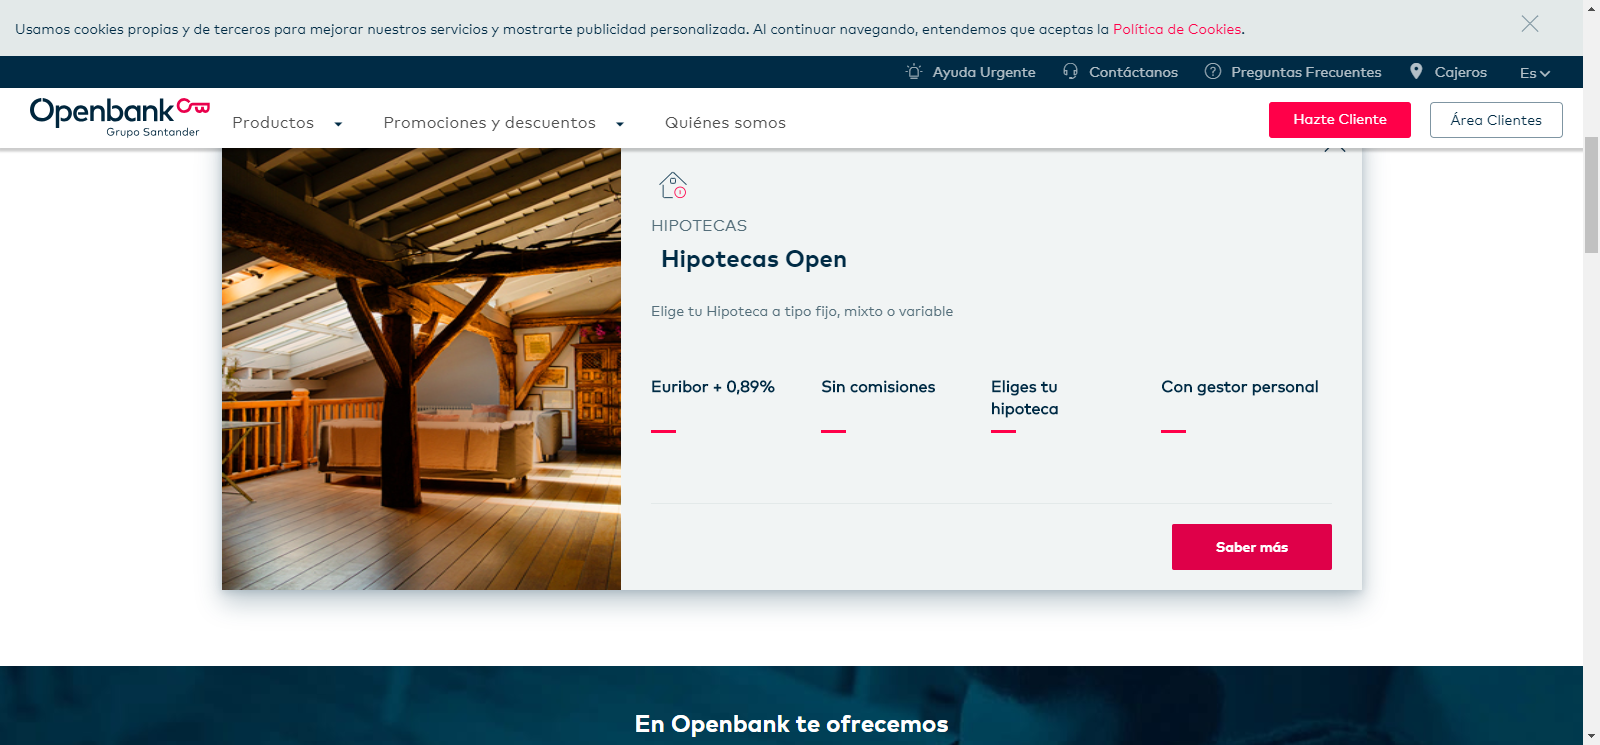 Usamos cookies propias y de terceros para mejorar nuestros servicios y mostrarte publicidad personalizada. Al continuar navegando, entendemos que aceptas la Política de Cookies.
Ayuda Urgente
Contáctanos
Preguntas Frecuentes
Cajeros
Es
Openbank
Grupo Santander
Productos
Promociones y descuentos
Quiénes somos
Hazte Cliente
Área Clientes
HIPOTECAS
Hipotecas Open
Elige tu Hipoteca a tipo fijo, mixto o variable
Euribor + 0,89%
Sin comisiones
Eliges tu
hipoteca
Con gestor personal
Saber más
En Openbank te ofrecemos